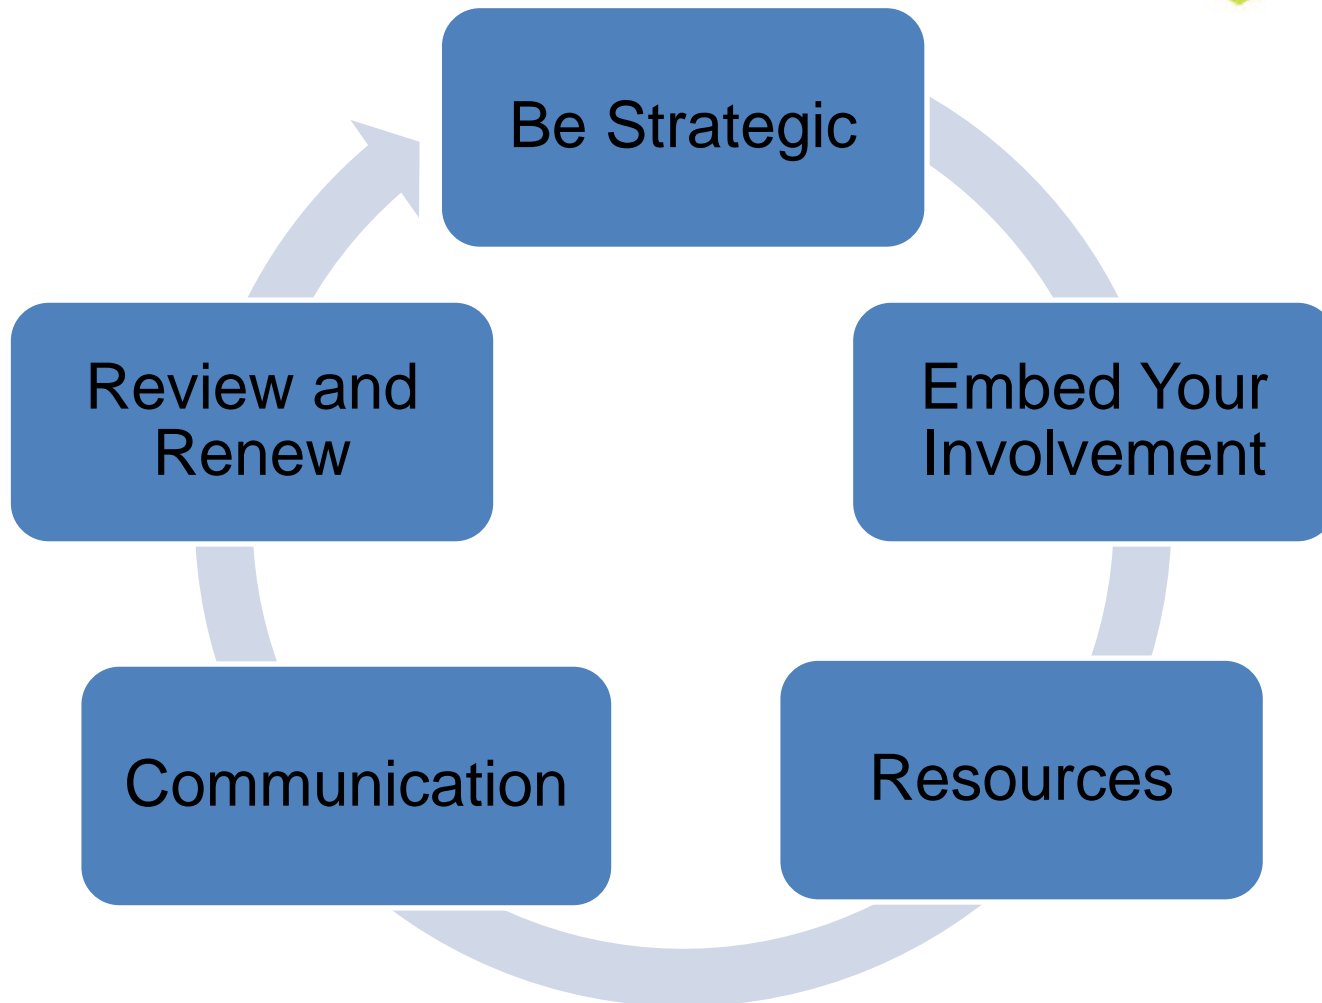 Be Strategic
Embed Your
Involvement
Resources
Communication
Review and
Renew